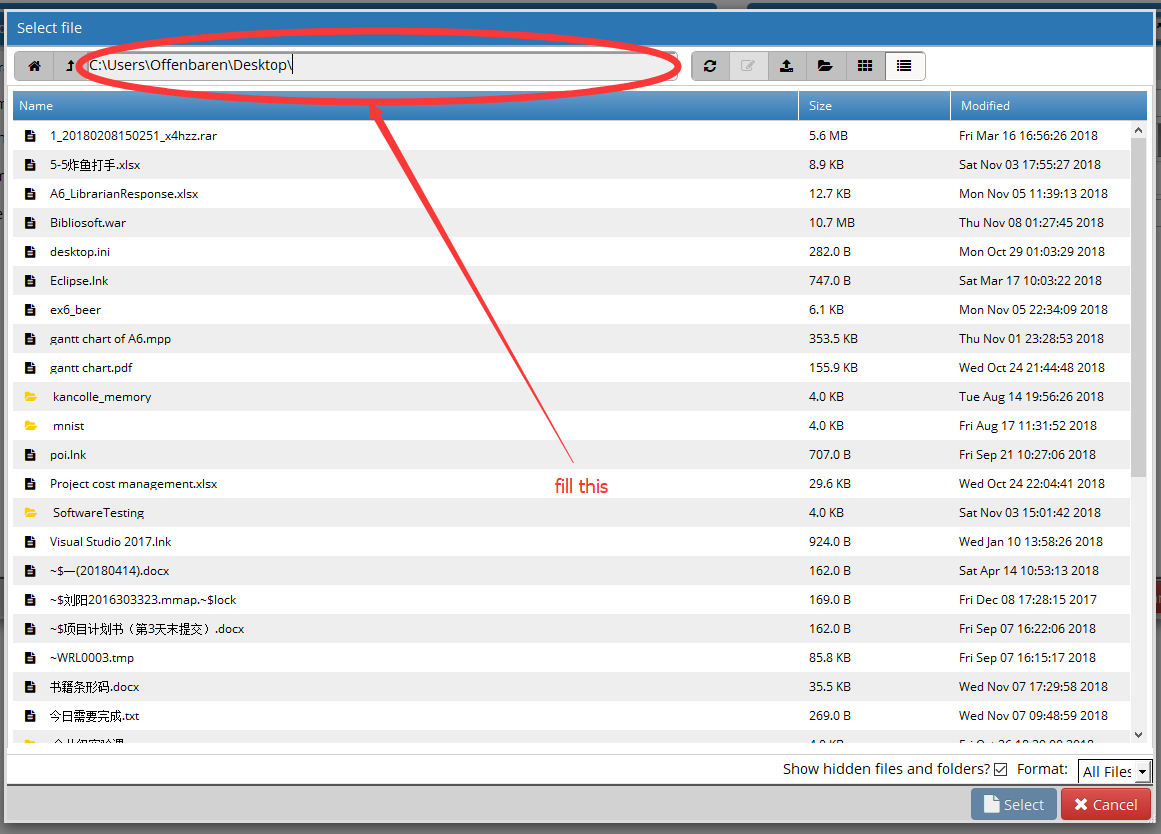 Select file
C:\Users\Offenbaren\Desktop\
Name Size Modified
1_20180208150251_x4hzz.rar 5.6 MB Fri Mar 16 16:56:26 2018
5-5炸鱼打手.xlsx 8.9 KB Sat Nov 03 17:55:27 2018
A6_LibrarianResponse.xlsx 12.7 KB Mon Nov 05 11:39:13 2018
Bibliosoft.war 10.7 MB Thu Nov 08 01:27:45 2018
desktop.ini 282.0 B Mon Oct 29 01:03:29 2018
Eclipse.lnk 747.0 B Sat Mar 17 10:03:22 2018
ex6_beer 6.1 KB Mon Nov 05 22:34:09 2018
gantt chart of A6.mpp 353.5 KB Thu Nov 01 23:28:53 2018
gantt chart.pdf 155.9 KB Wed Oct 24 21:44:48 2018
kancolle_memory 4.0 KB Tue Aug 14 19:56:26 2018
mnist 4.0 KB Fri Aug 17 11:31:52 2018
poi.lnk 707.0 B Fri Sep 21 10:27:06 2018
Project cost management.xlsx 29.6 KB Wed Oct 24 22:04:41 2018
fill this
SoftwareTesting 4.0 KB Sat Nov 03 15:01:42 2018
Visual Studio 2017.lnk 924.0 B Wed Jan 10 13:58:26 2018
~$一(20180414).docx 162.0 B Sat Apr 14 10:53:13 2018
~$刘阳2016303323.mmap.~$lock 169.0 B Fri Dec 08 17:28:15 2017
~$项目计划书（第3天末提交）.docx 162.0 B Fri Sep 07 16:22:06 2018
~WRL0003.tmp 85.8 KB Fri Sep 07 16:15:17 2018
书籍条形码.docx 35.5 KB Wed Nov 07 17:29:58 2018
今日需要完成.txt 269.0 B Wed Nov 07 09:48:59 2018
Show hidden files and folders? Format: All Files
Select Cancel